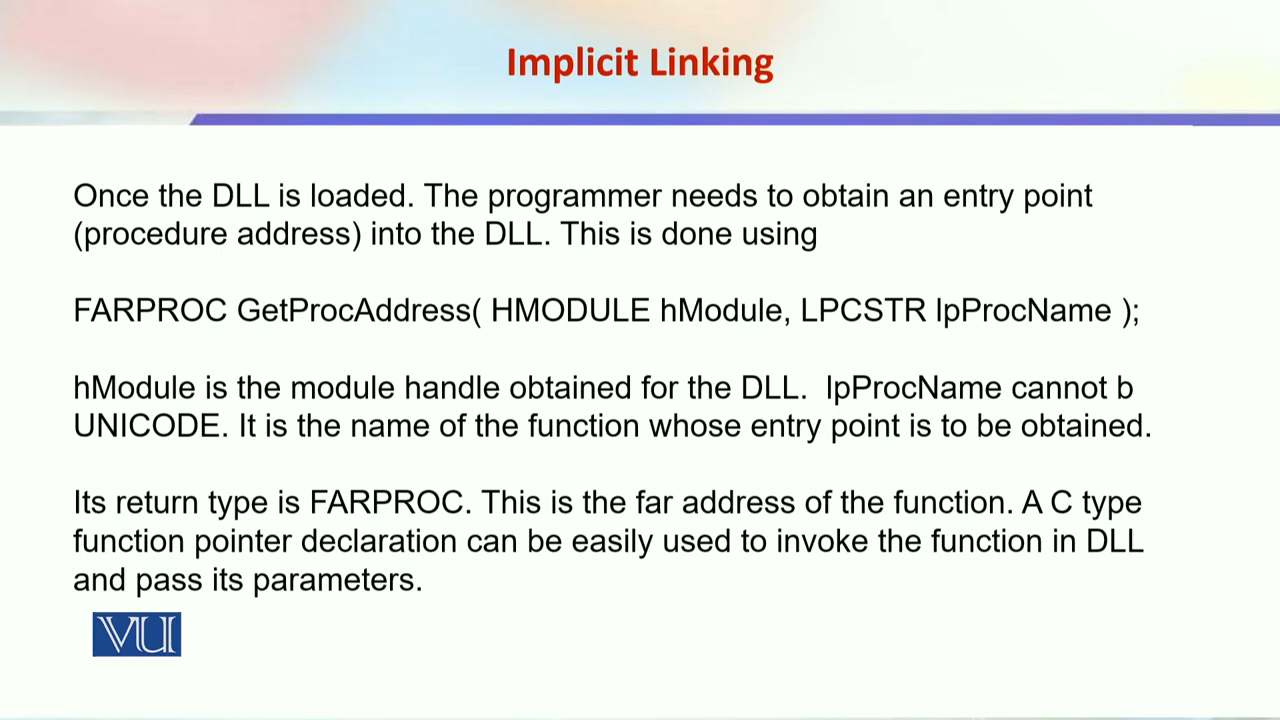 Implicit Linking
Once the DLL is loaded. The programmer needs to obtain an entry point
(procedure address) into the DLL. This is done using
FARPROC GetProcAddress( HMODULE hModule, LPCSTR lpProcName );
hModule is the module handle obtained for the DLL.  lpProcName cannot b
UNICODE. It is the name of the function whose entry point is to be obtained.
Its return type is FARPROC. This is the far address of the function. A C type
function pointer declaration can be easily used to invoke the function in DLL
and pass its parameters.
VU